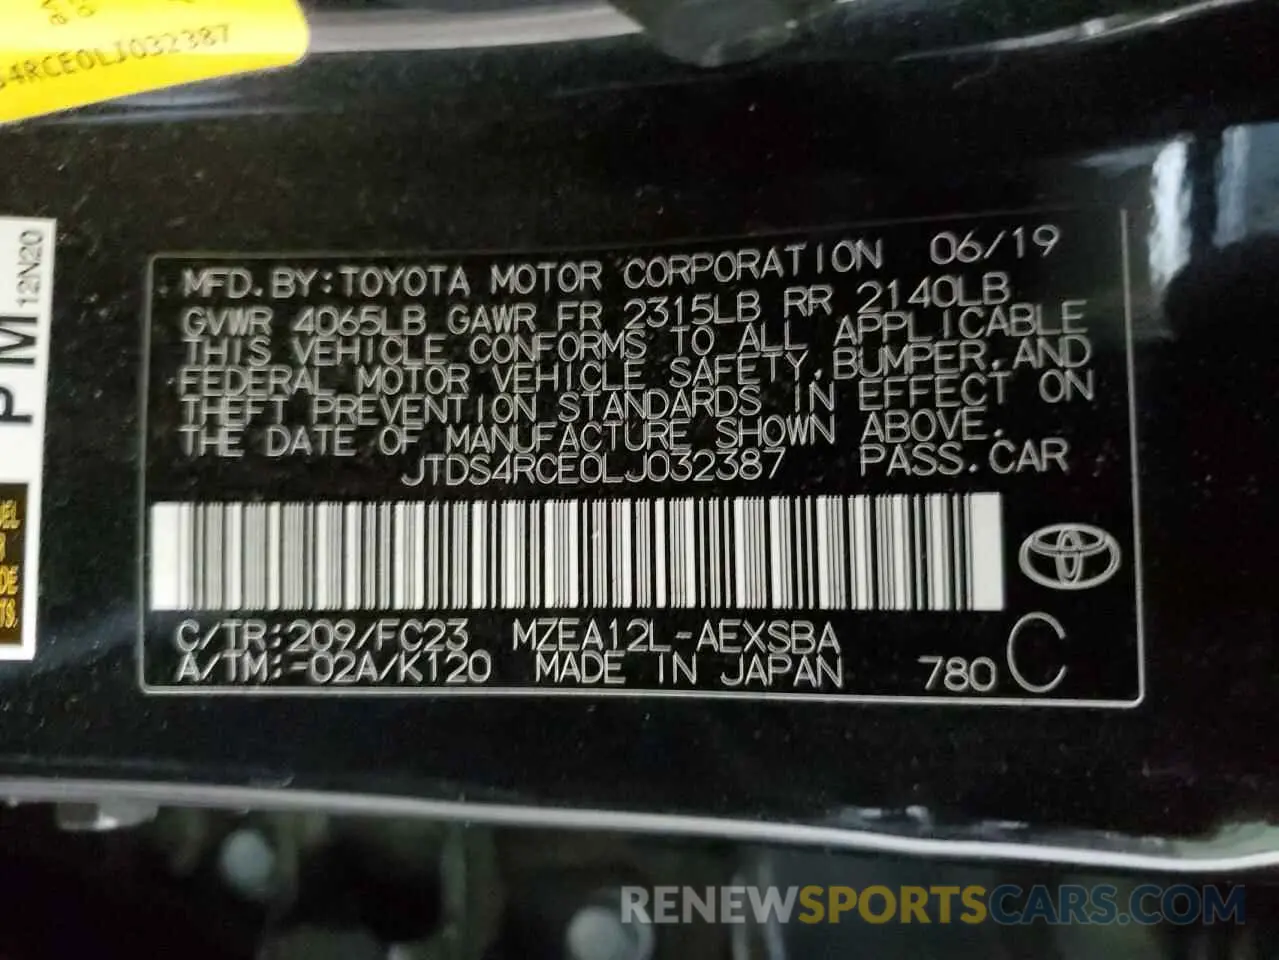 4RCE0LJ032387
12N20
PM
MFD.BY:TOYOTA MOTOR CORPORATION 06/19
GVWR 4065LB GAWR FR 2315LB RR 2140LB
THIS VEHICLE CONFORMS TO ALL APPLICABLE
FEDERAL MOTOR VEHICLE SAFETY,BUMPER,AND
THEFT PREVENTION STANDARDS IN EFFECT ON
THE DATE OF MANUFACTURE SHOWN ABOVE.
JTDS4RCE0LJ032387 PASS.CAR
C/TR:209/FC23 MZEA12L-AEXSBA
A/TM:-02A/K120 MADE IN JAPAN 780 C
RENEWSPORTSCARS.COM